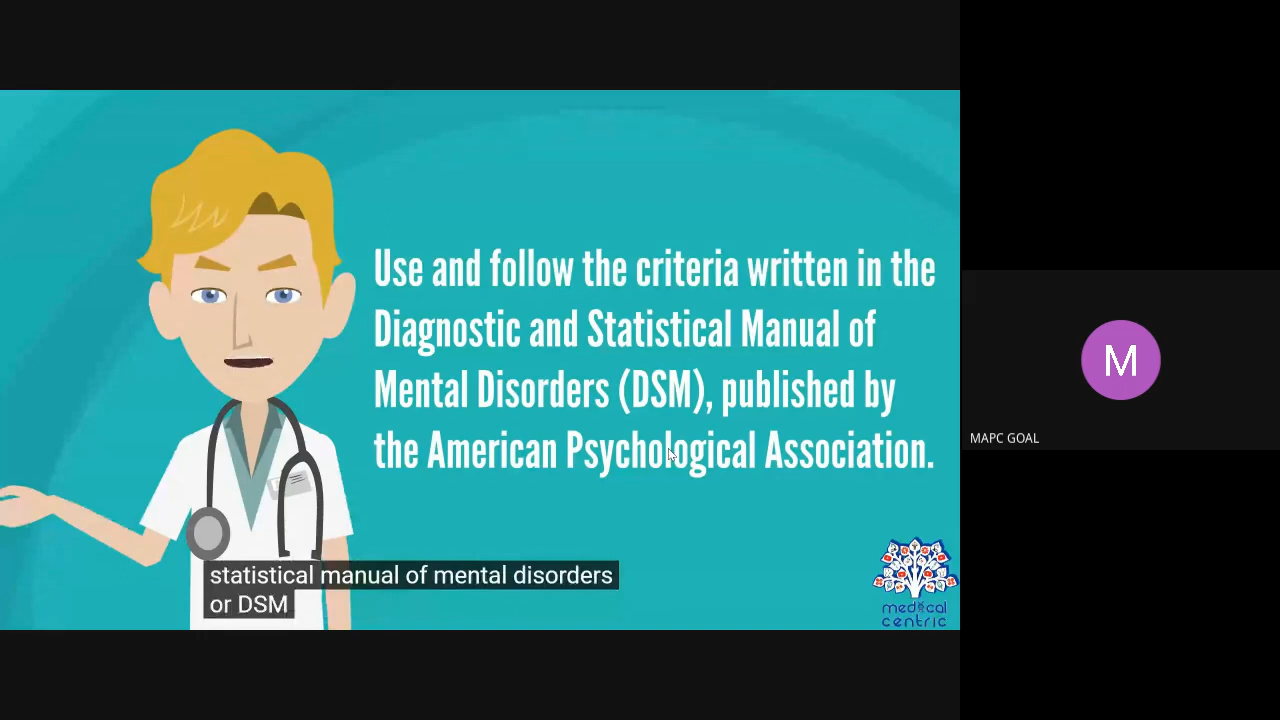 Use and follow the criteria written in the
Diagnostic and Statistical Manual of
Mental Disorders (DSM), published by
the American Psychological Association.
statistical manual of mental disorders
or DSM
medical
centric
M
MAPC GOAL